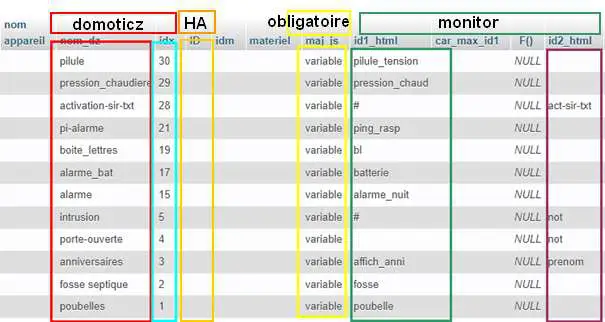 nom domoticz HA obligatoire monitor
appareil nom_dz idx ID idm materiel maj_js id1_html car_max_id1 F() id2_html
pilule 30 variable pilule_tension NULL
pression_chaudiere 29 variable pression_chaud NULL
activation-sir-txt 28 variable # NULL act-sir-txt
pi-alarme 21 variable ping_rasp NULL
boite_lettres 19 variable bl NULL
alarme_bat 17 variable batterie NULL
alarme 15 variable alarme_nuit NULL
intrusion 5 variable # NULL not
porte-ouverte 4 variable NULL not
anniversaires 3 variable affich_anni NULL prenom
fosse septique 2 variable fosse NULL
poubelles 1 variable poubelle NULL